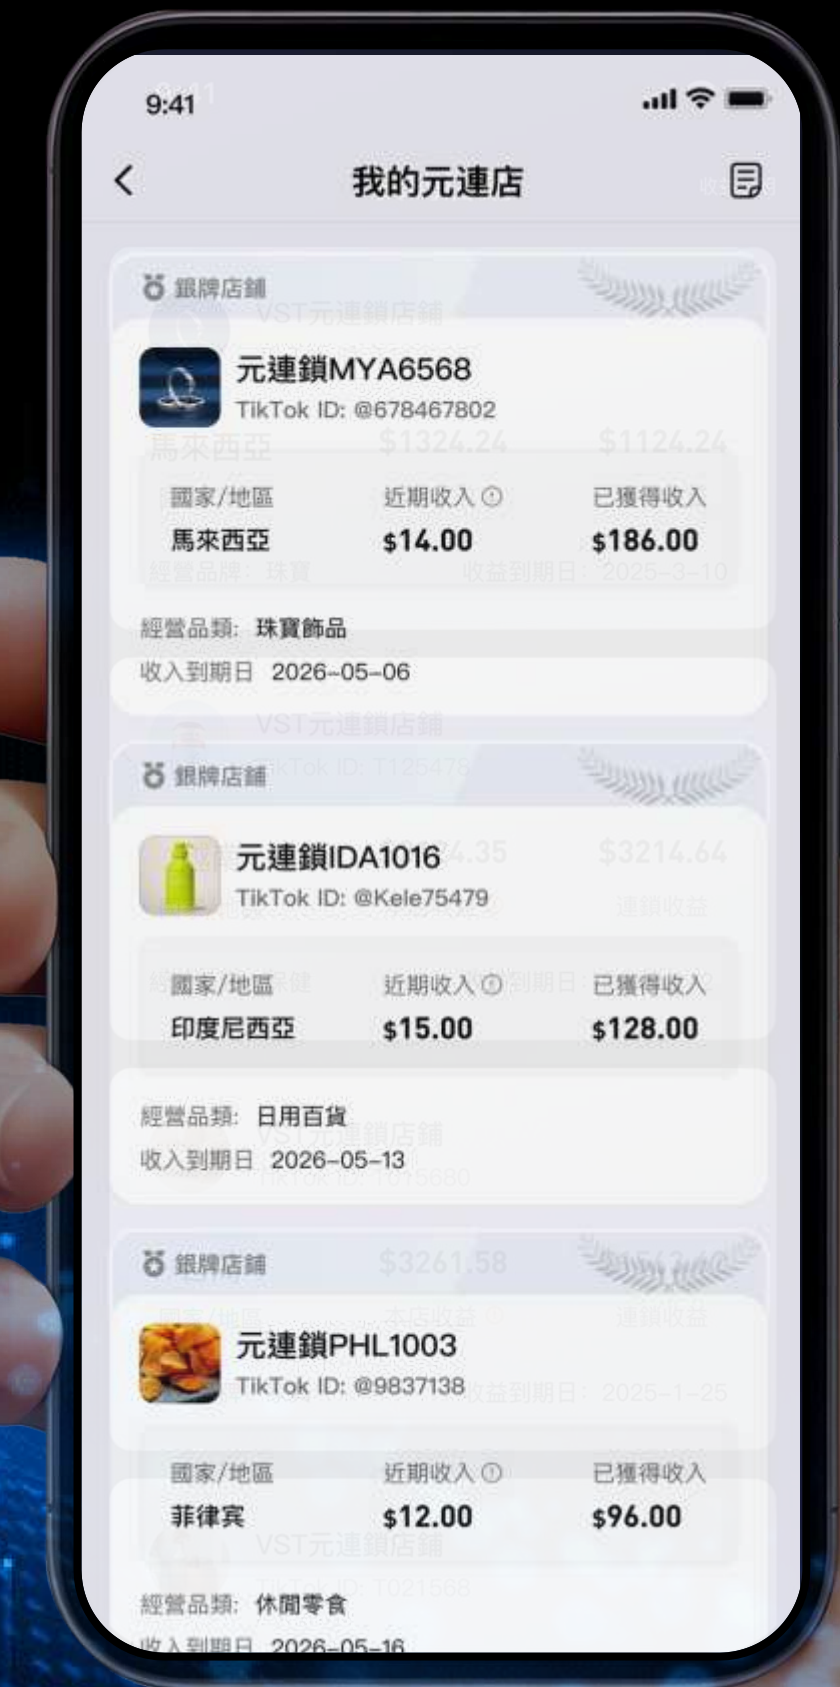 9:41
我的元連店
銀牌店鋪
元連鎖MYA6568
TikTok ID: @678467802
國家/地區 近期收入 已獲得收入
馬來西亞 $14.00 $186.00
經營品類: 珠寶飾品
收入到期日 2026-05-06
銀牌店鋪
元連鎖IDA1016
TikTok ID: @Kele75479
國家/地區 近期收入 已獲得收入
印度尼西亞 $15.00 $128.00
經營品類: 日用百貨
收入到期日 2026-05-13
銀牌店鋪
元連鎖PHL1003
TikTok ID: @9837138
國家/地區 近期收入 已獲得收入
菲律宾 $12.00 $96.00
經營品類: 休閒零食
收入到期日 2026-05-16